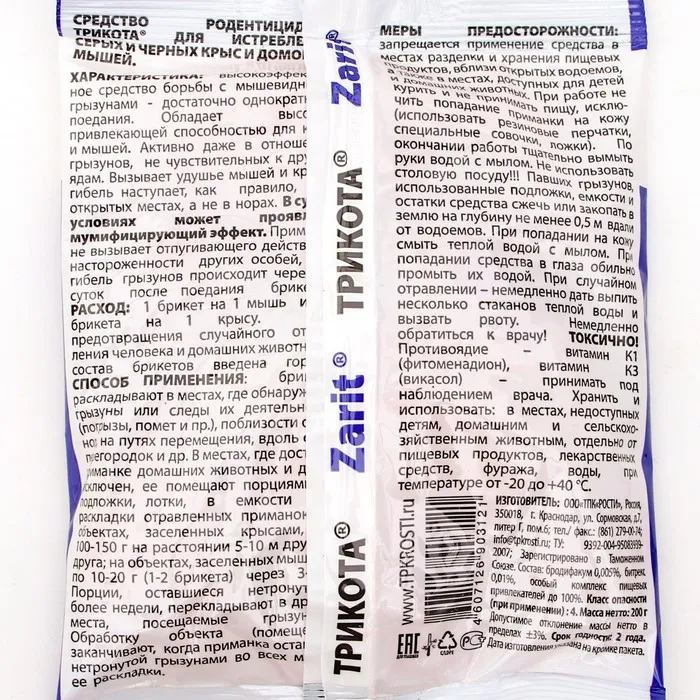 СРЕДСТВО РОДЕНТИЦИД
ТРИКОТА® ДЛЯ ИСТРЕБЛЕ
СЕРЫХ И ЧЕРНЫХ КРЫС И ДОМО
МЫШЕЙ.
ХАРАКТЕРИСТИКА: высокоэффек
ное средство борьбы с мышевидн
грызунами - достаточно однократ
поедания. Обладает высо
привлекающей способностью для к
и мышей. Активно даже в отноше
грызунов, не чувствительных к дру
ядам. Вызывает удушье мышей и кр
гибель наступает, как правило,
открытых местах, а не в норах. В су
условиях может проявл
мумифицирующий эффект. Прим
не вызывает отпугивающего действ
настороженности других особей,
гибель грызунов происходит чере
суток после поедания брике
РАСХОД: 1 брикет на 1 мышь и
брикета на 1 крысу.
предотвращения случайного от
ления человека и домашних животн
состав брикетов введена гор
СПОСОБ ПРИМЕНЕНИЯ: бри
раскладывают в местах, где обнаруж
грызуны или следы их деятельн
(погрызы, помет и пр.), поблизости о
нор на путях перемещения, вдоль с
перегородок и др. В местах, где дос
приманке домашних животных и д
исключен, ее помещают порциями
подложки, лотки, в емкости
раскладки отравленных приманок
объектах, заселенных крысами,
100-150 г на расстоянии 5-10 м дру
друга; на объектах, заселенных мыш
по 10-20 г (1-2 брикета) через 3-
Порции, оставшиеся нетронут
более недели, перекладывают в др
места, посещаемые грызун
Обработку объекта (помеще
заканчивают, когда приманка остав
нетронутой грызунами во всех м
ее раскладки.
ТРИКОТА® Zarit® ТРИКОТА® Zarit®
МЕРЫ ПРЕДОСТОРОЖНОСТИ:
запрещается применение средства в
местах разделки и хранения пищевых
продуктов, вблизи открытых водоемов,
а также в местах, доступных для детей
и домашних животных. При работе не
курить и не принимать пищу, исклю-
чить попадание приманки на кожу
(использовать резиновые перчатки,
специальные совочки, ложки). По
окончании работы тщательно вымыть
руки водой с мылом. Не использовать
столовую посуду!!! Павших грызунов,
использованные подложки, емкости и
остатки средства сжечь или закопать в
землю на глубину не менее 0,5 м вдали
от водоемов. При попадании на кожу
смыть теплой водой с мылом. При
попадании средства в глаза обильно
промыть их водой. При случайном
отравлении – немедленно дать выпить
несколько стаканов теплой воды и
вызвать рвоту. Немедленно
обратиться к врачу! ТОКСИЧНО!
Противоядие – витамин К1
(фитоменадион), витамин К3
(викасол) – принимать под
наблюдением врача. Хранить и
использовать: в местах, недоступных
детям, домашним и сельскохо-
зяйственным животным, отдельно от
пищевых продуктов, лекарственных
средств, фуража, воды, при
температуре от -20 до +40 °С.
WWW.TPKROSTI.ru
4607126903121
ИЗГОТОВИТЕЛЬ: ООО«ТПК«РОСТИ», Россия,
350018, г. Краснодар, ул. Сормовская, д.7,
литер Г, пом.6; тел./ факс.: (861) 279-00-74;
info@tpkrosti.ru ТУ: 9392-004-95083939-
2007; Зарегистрировано в Таможенном
Союзе. Состав: бродифакум 0,005%, битрекс
0,01%, особый комплекс пищевых
привлекателей до 100%. Класс опасности
(при применении) : 4. Масса нетто: 200 г
Допустимое отклонение массы нетто в
пределах ±3%. Срок годности: 2 года.
Дата изготовления указана на кромке пакета.
ЕАС